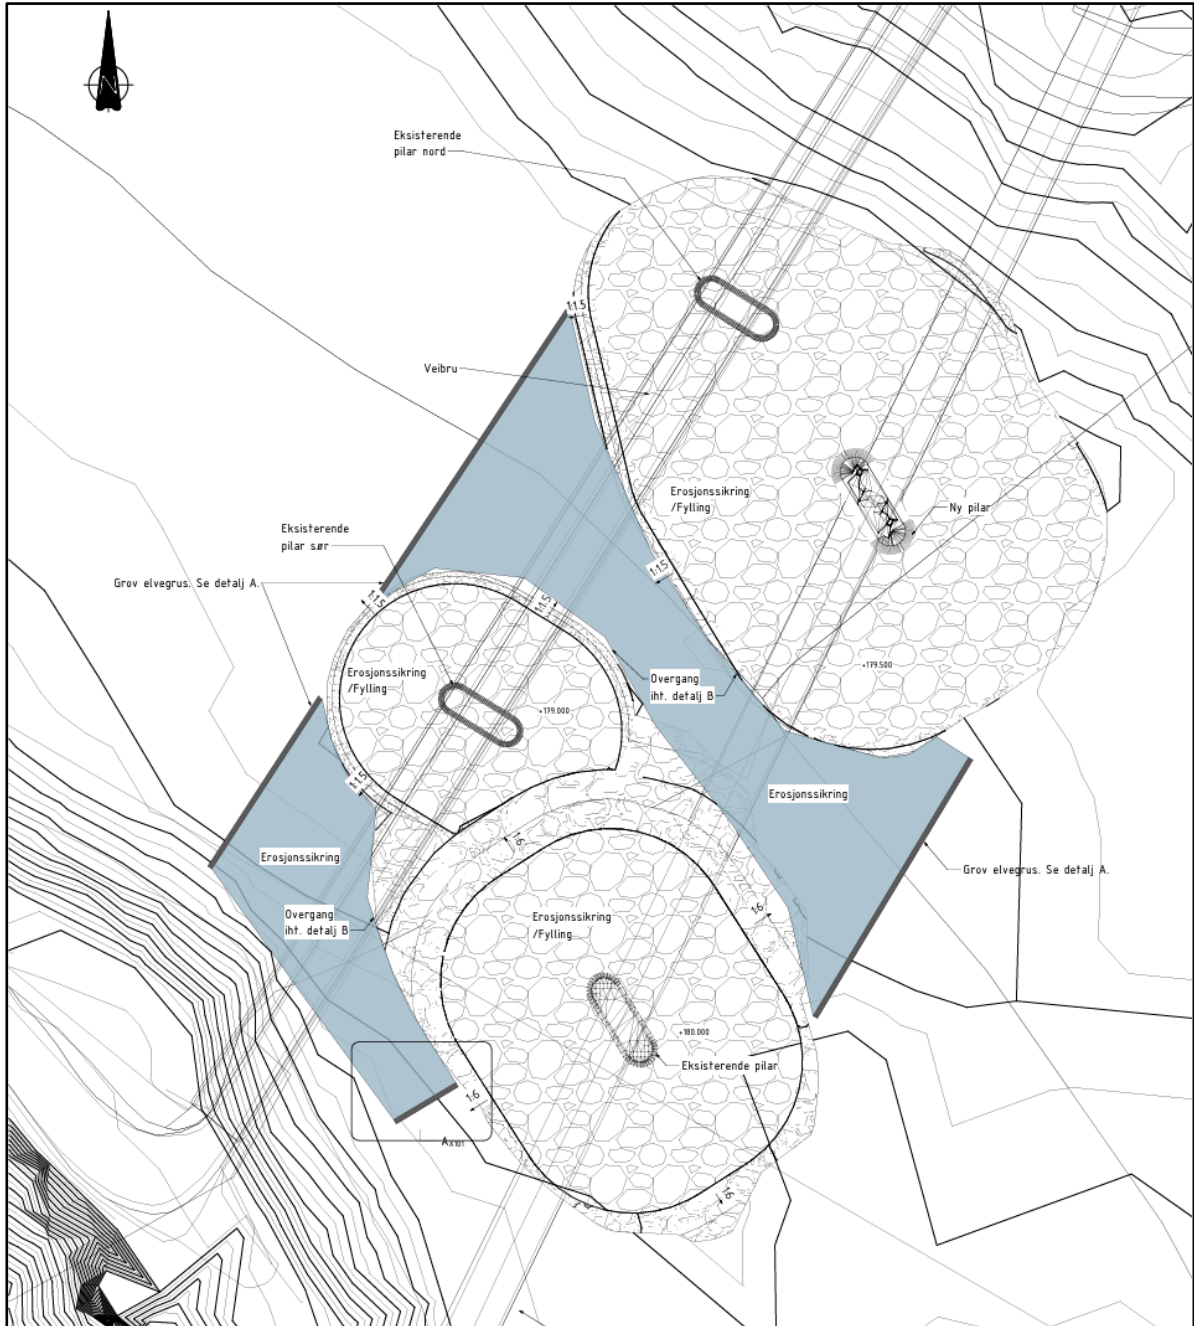 N
Eksisterende
pilar nord
1:1.5
Veibru
Erosjonssikring
/Fylling
Ny pilar
Eksisterende
pilar sør
Grov elvegrus. Se detalj A.
1:1.5
1:1.5
1:1.5
Erosjonssikring
/Fylling
+179.500
Overgang
iht. detalj B
+179.000
1:1.5
Erosjonssikring
1:6
Erosjonssikring
Grov elvegrus. Se detalj A.
Overgang
iht. detalj B
Erosjonssikring
/Fylling
1:6
+180.000
Eksisterende pilar
1:6
AX101
1:6